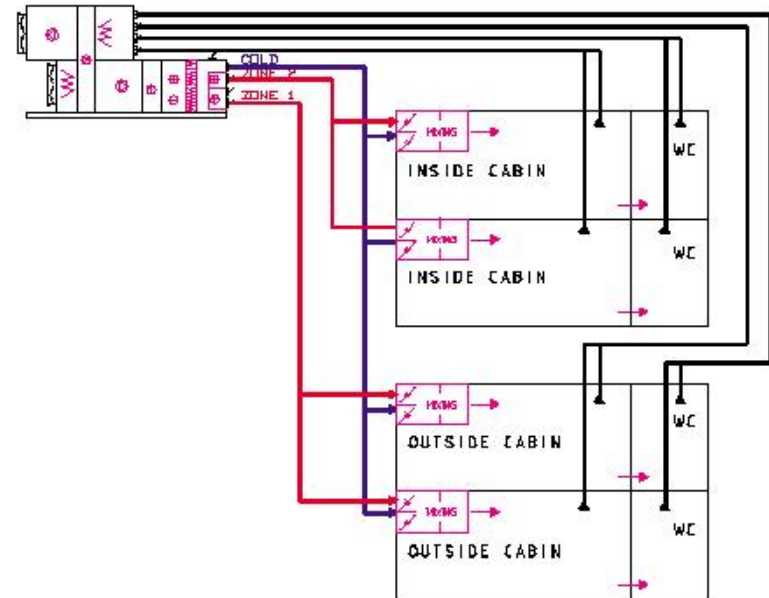 COLD
ZONE 2
ZONE 1
MIXING
WC
INSIDE CABIN
MIXING
WC
INSIDE CABIN
MIXING
WC
OUTSIDE CABIN
MIXING
WC
OUTSIDE CABIN